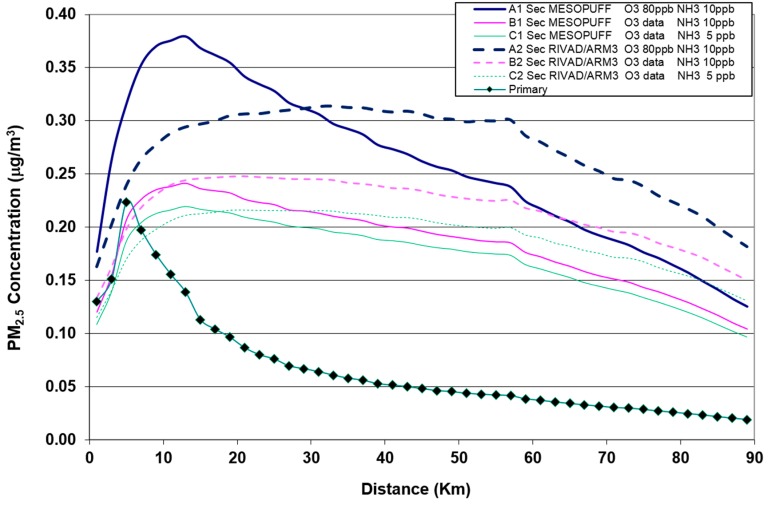 0.40
0.35
0.30
0.25
0.20
0.15
0.10
0.05
0.00
PM2.5 Concentration (µg/m³)
A1 Sec MESOPUFF O3 80ppb NH3 10ppb
B1 Sec MESOPUFF O3 data NH3 10ppb
C1 Sec MESOPUFF O3 data NH3 5 ppb
A2 Sec RIVAD/ARM3 O3 80ppb NH3 10ppb
B2 Sec RIVAD/ARM3 O3 data NH3 10ppb
C2 Sec RIVAD/ARM3 O3 data NH3 5 ppb
Primary
0 10 20 30 40 50 60 70 80 90
Distance (Km)